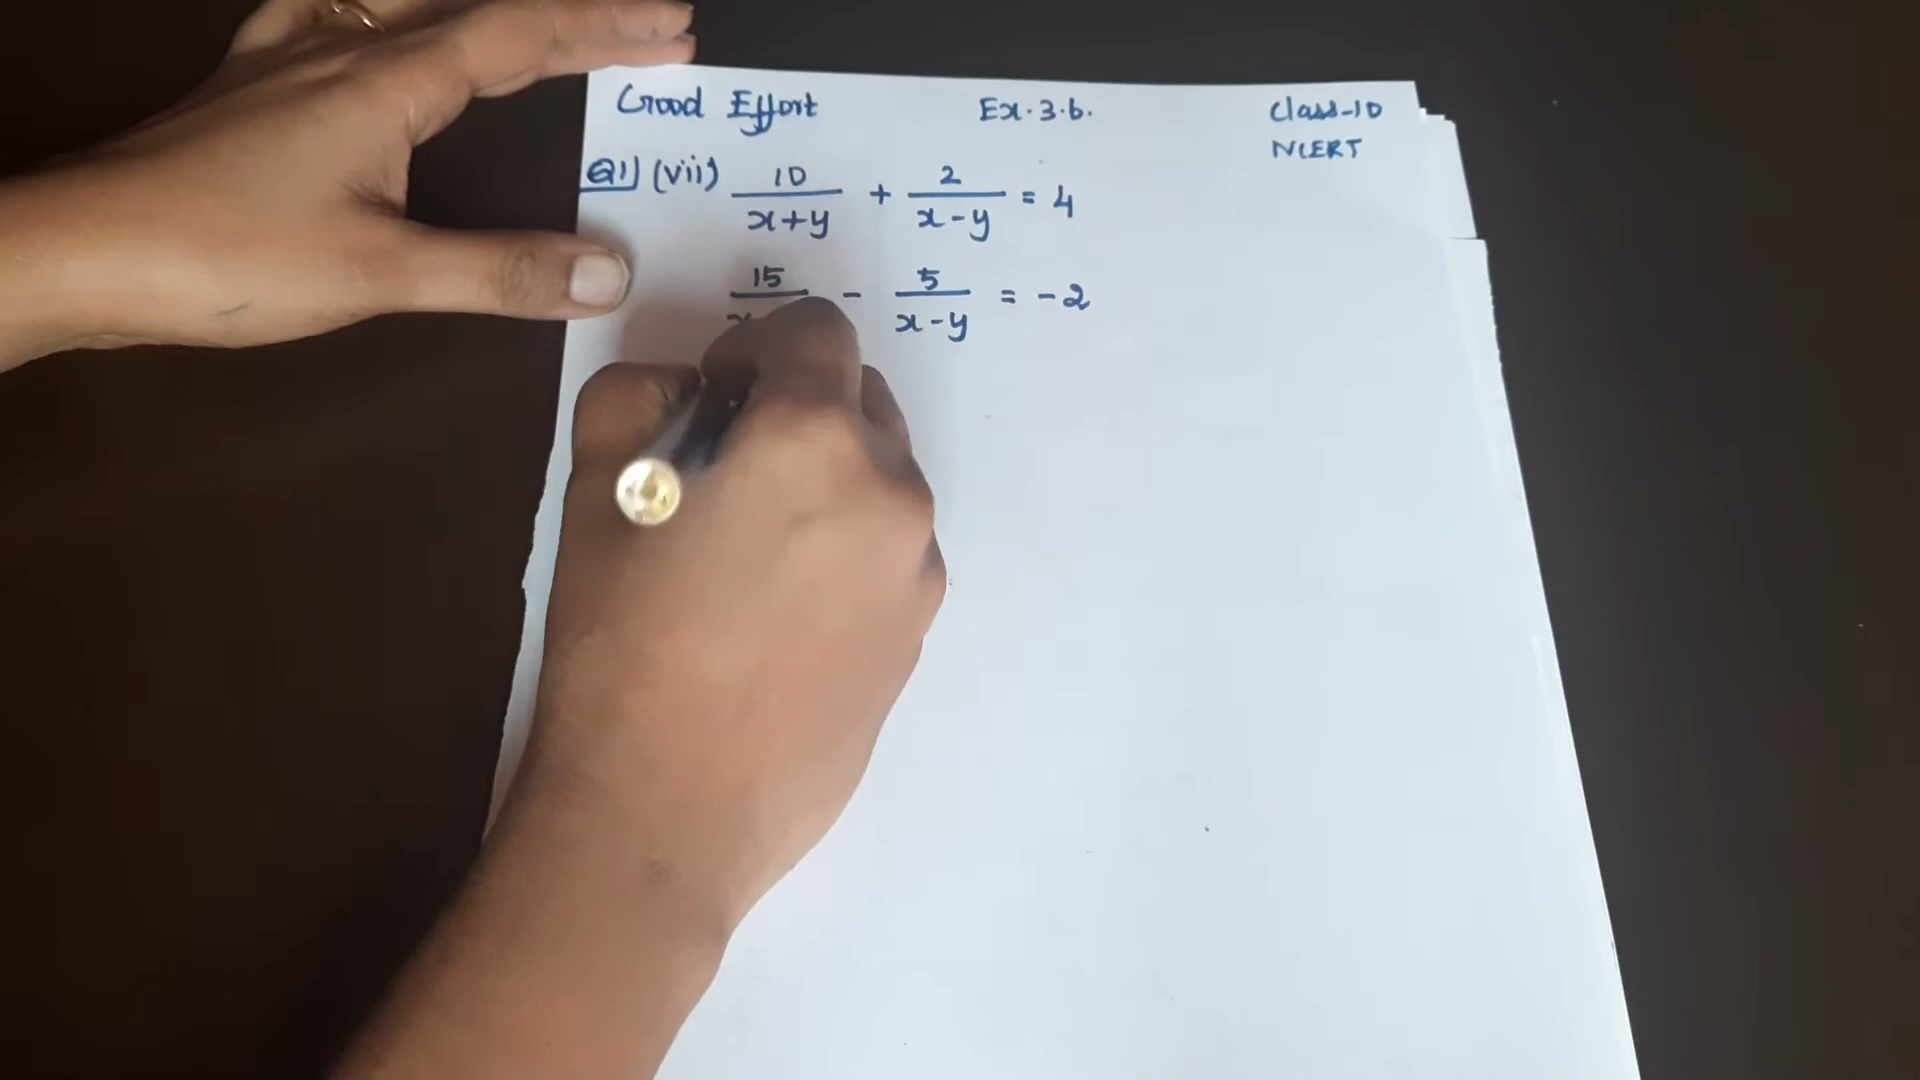 Good Effort Ex.3.6. Class-10
NCERT
Q1) (vii) 10/(x+y) + 2/(x-y) = 4
15/x - 5/(x-y) = -2